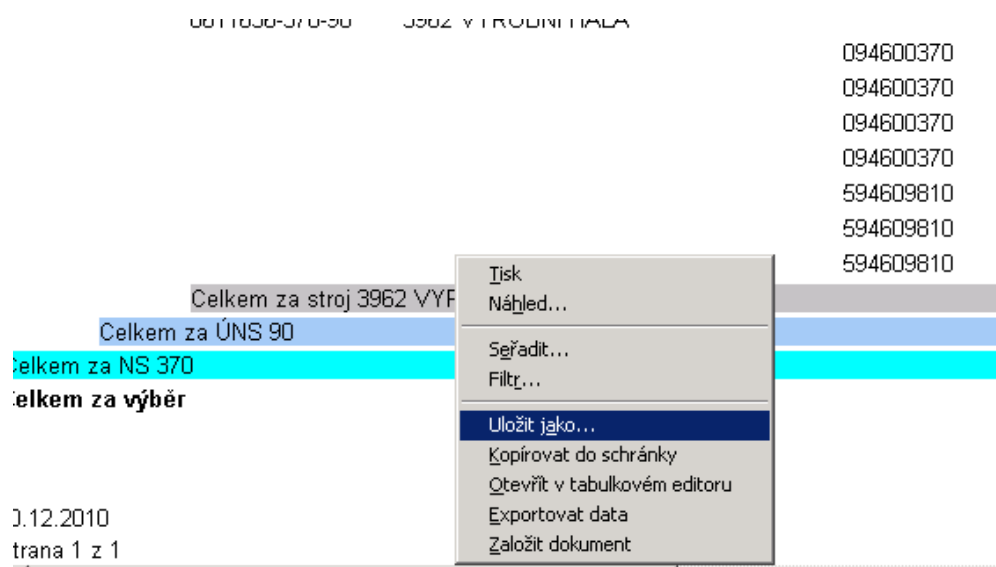 094600370
094600370
094600370
094600370
594609810
594609810
594609810
Celkem za stroj 3962
Celkem za ÚNS 90
Celkem za NS 370
Celkem za výběr
Tisk
Náhled...
Seřadit...
Filtr...
Uložit jako...
Kopírovat do schránky
Otevřít v tabulkovém editoru
Exportovat data
Založit dokument
0.12.2010
trana 1 z 1